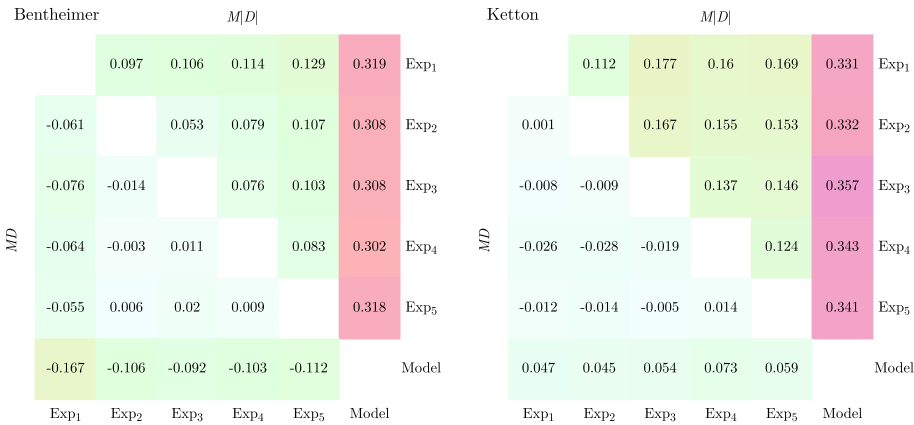 Bentheimer M|D|
0.097 0.106 0.114 0.129 0.319 Exp1
-0.061 0.053 0.079 0.107 0.308 Exp2
-0.076 -0.014 0.076 0.103 0.308 Exp3
MD
-0.064 -0.003 0.011 0.083 0.302 Exp4
-0.055 0.006 0.02 0.009 0.318 Exp5
-0.167 -0.106 -0.092 -0.103 -0.112 Model
Exp1 Exp2 Exp3 Exp4 Exp5 Model
Ketton M|D|
0.112 0.177 0.16 0.169 0.331 Exp1
0.001 0.167 0.155 0.153 0.332 Exp2
-0.008 -0.009 0.137 0.146 0.357 Exp3
MD
-0.026 -0.028 -0.019 0.124 0.343 Exp4
-0.012 -0.014 -0.005 0.014 0.341 Exp5
0.047 0.045 0.054 0.073 0.059 Model
Exp1 Exp2 Exp3 Exp4 Exp5 Model